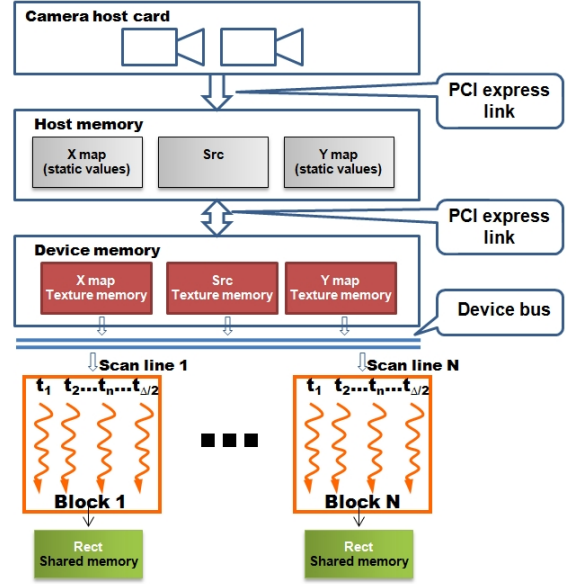 Camera host card
PCI express
link
Host memory
X map
(static values)
Src
Y map
(static values)
PCI express
link
Device memory
X map
Texture memory
Src
Texture memory
Y map
Texture memory
Device bus
Scan line 1
Scan line N
t1 t2...tn...tΔ/2
t1 t2...tn...tΔ/2
Block 1
Block N
Rect
Shared memory
Rect
Shared memory